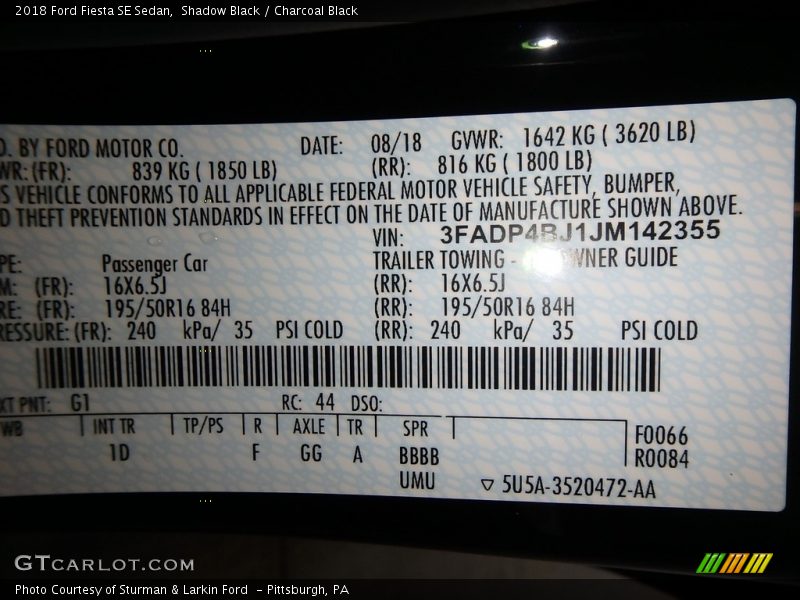 2018 Ford Fiesta SE Sedan,  Shadow Black / Charcoal Black
D. BY FORD MOTOR CO. DATE: 08/18 GVWR: 1642 KG ( 3620 LB)
WR: (FR): 839 KG ( 1850 LB) (RR): 816 KG ( 1800 LB)
S VEHICLE CONFORMS TO ALL APPLICABLE FEDERAL MOTOR VEHICLE SAFETY, BUMPER,
D THEFT PREVENTION STANDARDS IN EFFECT ON THE DATE OF MANUFACTURE SHOWN ABOVE.
VIN: 3FADP4BJ1JM142355
PE: Passenger Car TRAILER TOWING - OWNER GUIDE
M: (FR): 16X6.5J (RR): 16X6.5J
RE: (FR): 195/50R16 84H (RR): 195/50R16 84H
RESSURE: (FR): 240 kPa/ 35 PSI COLD (RR): 240 kPa/ 35 PSI COLD
XT PNT: G1 RC: 44 DSO:
WB INT TR TP/PS R AXLE TR SPR
1D F GG A BBBB
UMU
F0066
R0084
5U5A-3520472-AA
GTCARLOT.COM
Photo Courtesy of Sturman & Larkin Ford  - Pittsburgh, PA